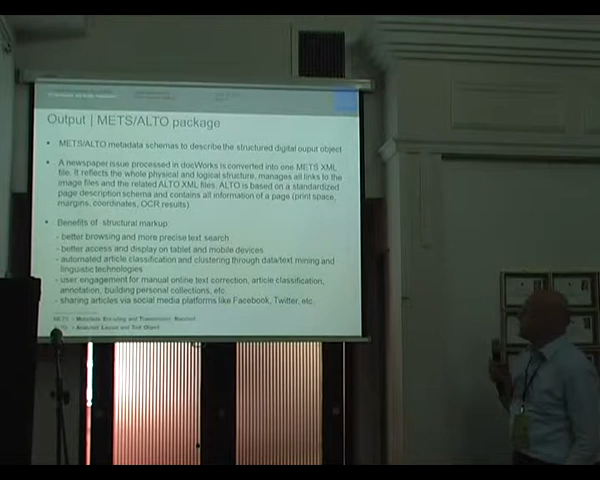 Output | METS/ALTO package
• METS/ALTO metadata schemas to describe the structured digital ouput object
• A newspaper issue processed in docWorks is converted into one METS XML
file. It reflects the whole physical and logical structure, manages all links to the
image files and the related ALTO XML files. ALTO is based on a standardized
page description schema and contains all information of a page (print space,
margins, coordinates, OCR results)
• Benefits of structural markup:
- better browsing and more precise text search
- better access and display on tablet and mobile devices
- automated article classification and clustering through data/text mining and
linguistic technologies
- user engagement for manual online text correction, article classification,
annotation, building personal collections, etc.
- sharing articles via social media platforms like Facebook, Twitter, etc.
METS - Metadata Encoding and Transmission Standard
- Analyzed Layout and Text Object